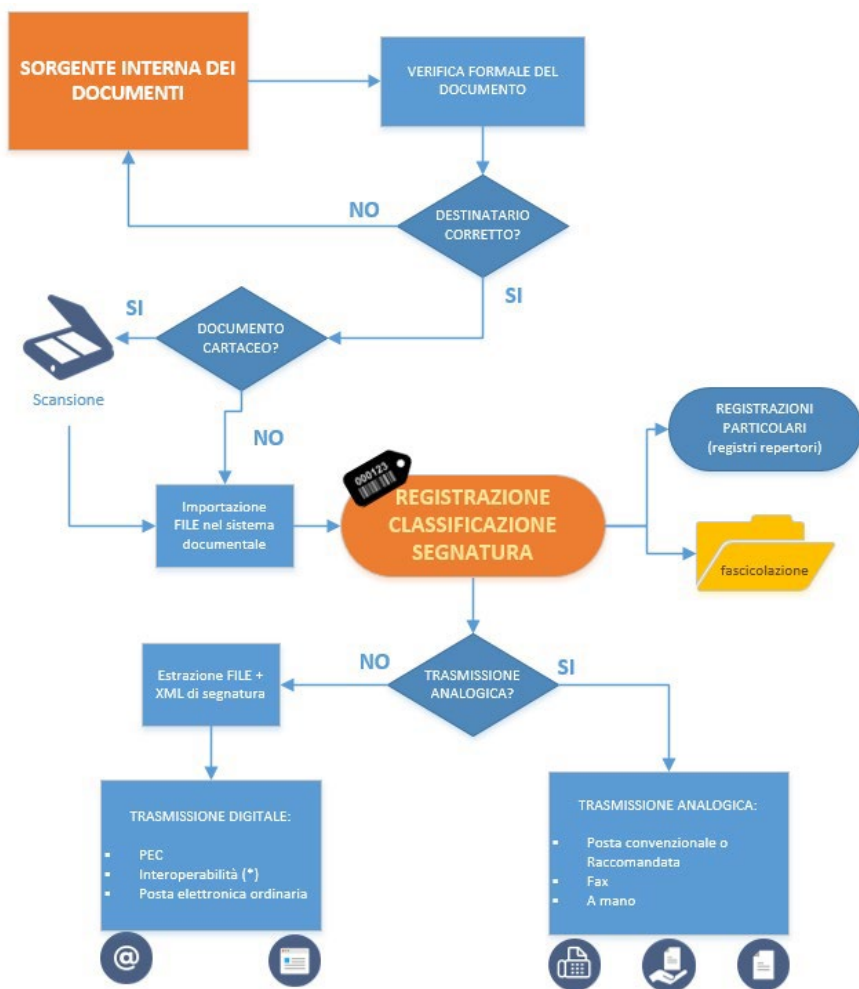 SORGENTE INTERNA DEI
DOCUMENTI
VERIFICA FORMALE DEL
DOCUMENTO
NO
DESTINATARIO
CORRETTO?
SI
SI
DOCUMENTO
CARTACEO?
Scansione
NO
REGISTRAZIONI
PARTICOLARI
(registri repertori)
000123
Importazione
FILE nel sistema
documentale
REGISTRAZIONE
CLASSIFICAZIONE
SEGNATURA
fascicolazione
NO
TRASMISSIONE
ANALOGICA?
SI
Estrazione FILE +
XML di segnatura
TRASMISSIONE DIGITALE:
▪ PEC
▪ Interoperabilità (*)
▪ Posta elettronica ordinaria
@
TRASMISSIONE ANALOGICA:
▪ Posta convenzionale o
Raccomandata
▪ Fax
▪ A mano